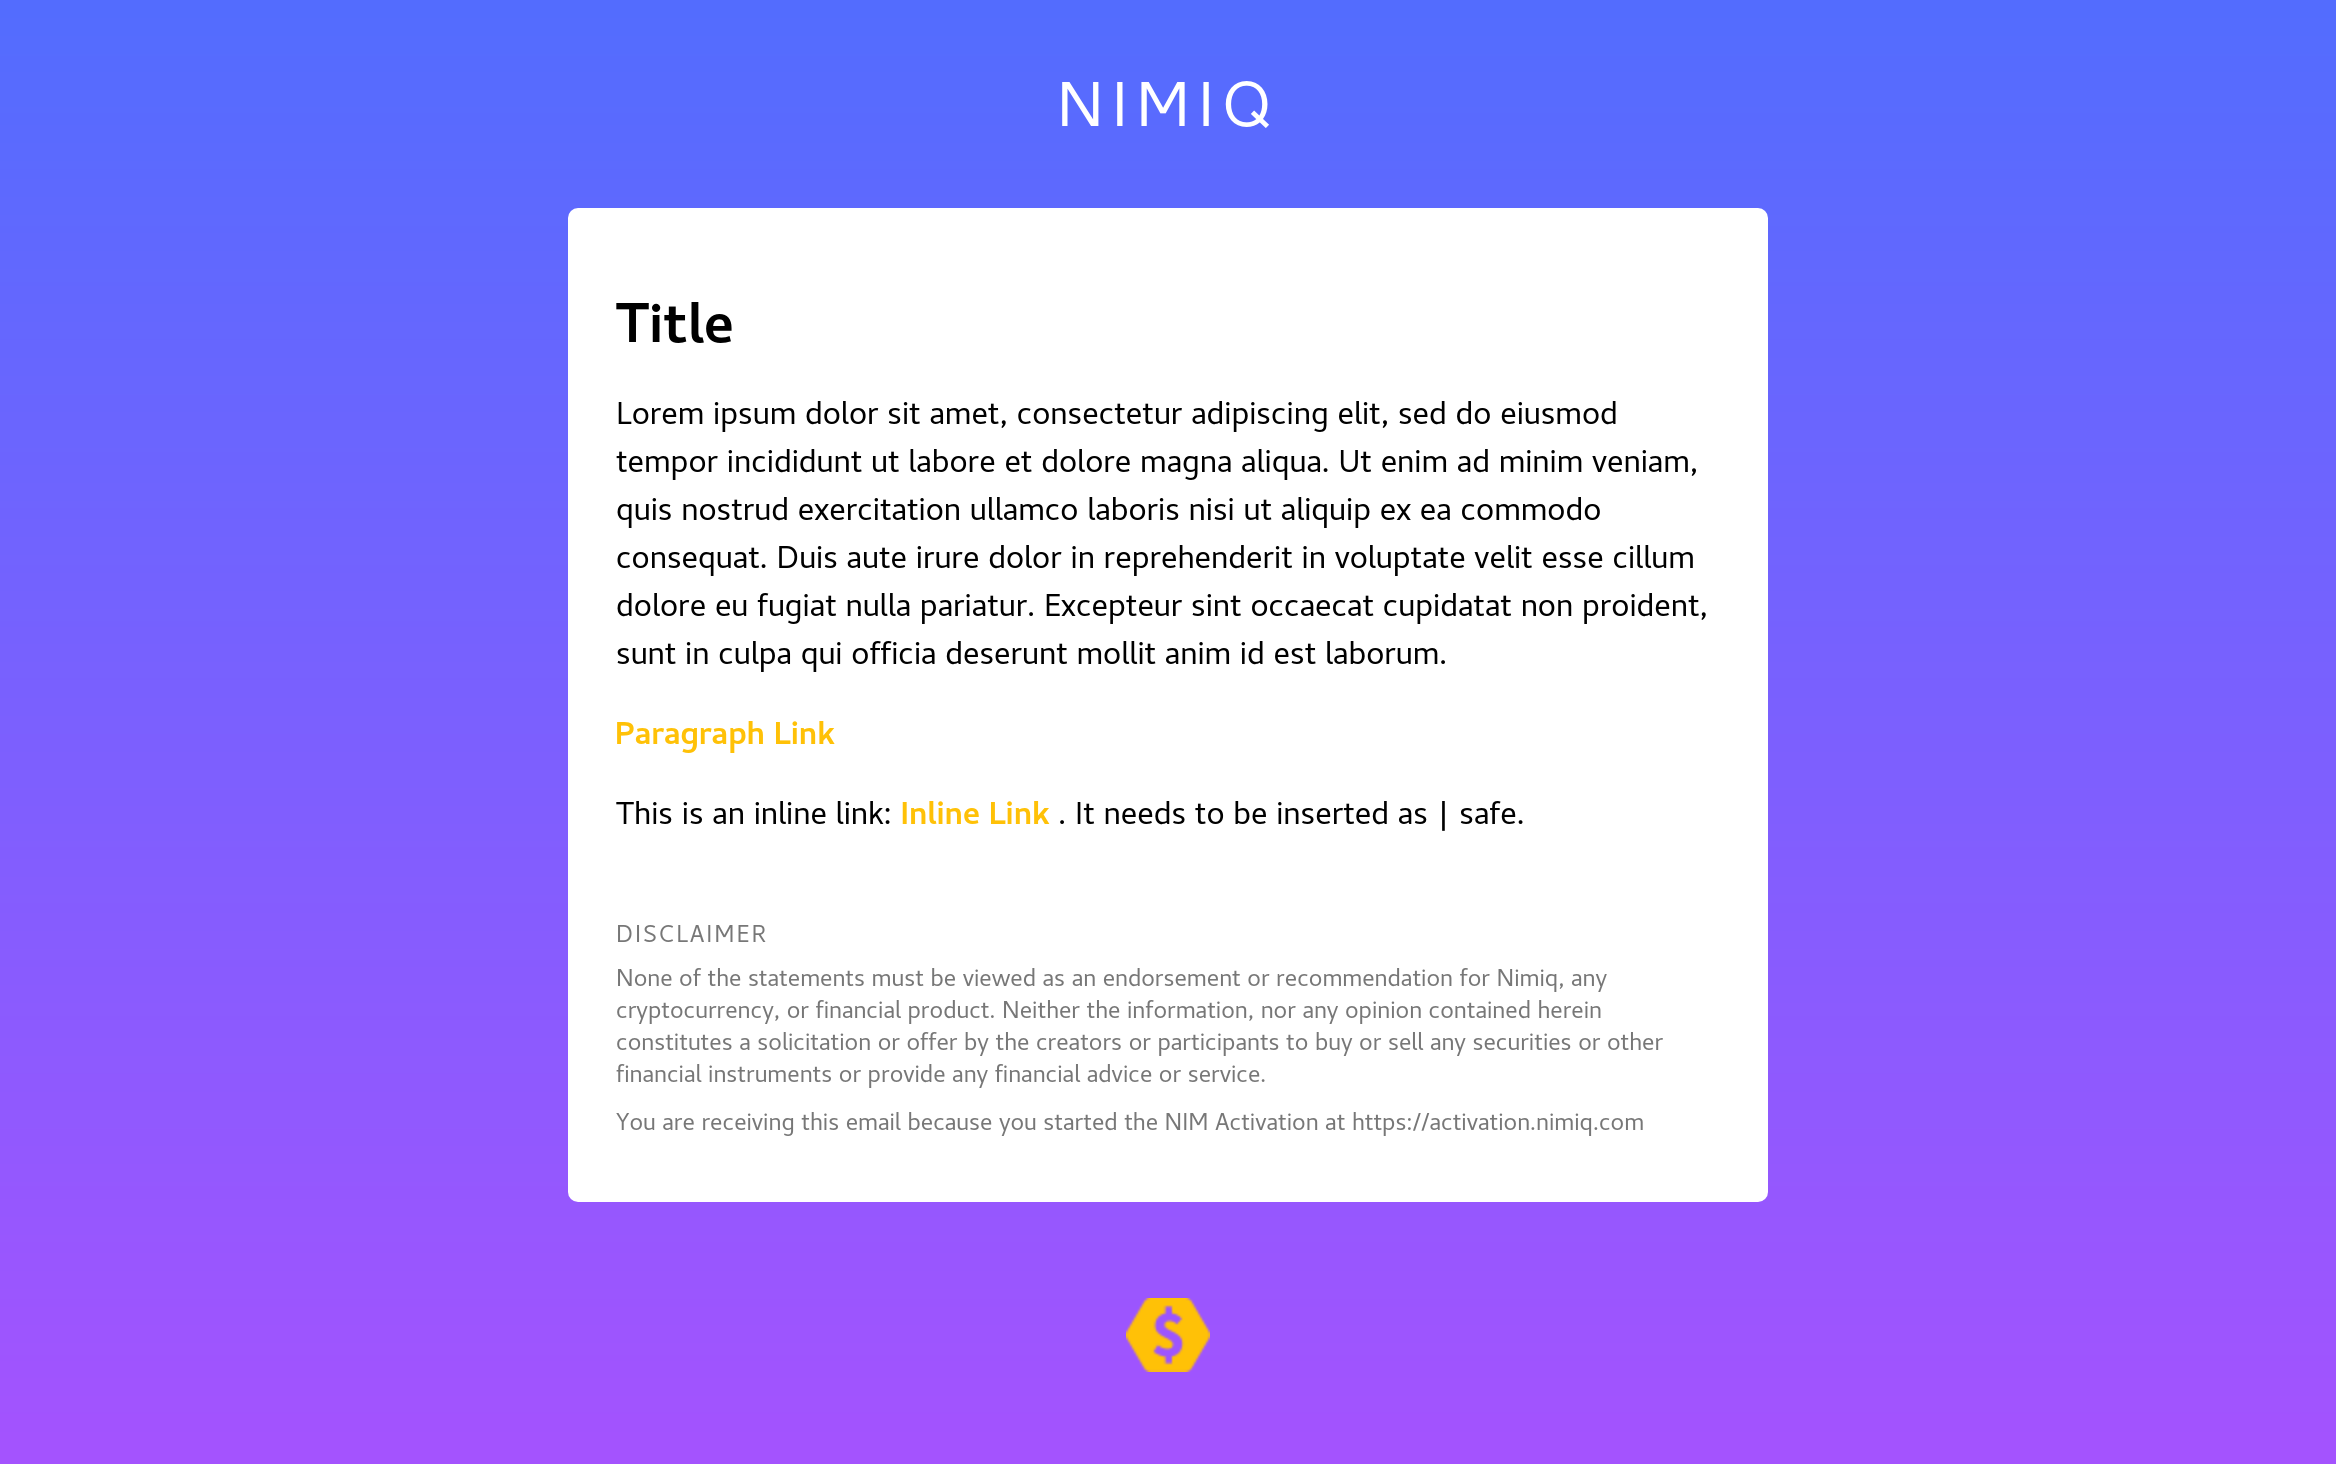 NIMIQ
Title
Lorem ipsum dolor sit amet, consectetur adipiscing elit, sed do eiusmod
tempor incididunt ut labore et dolore magna aliqua. Ut enim ad minim veniam,
quis nostrud exercitation ullamco laboris nisi ut aliquip ex ea commodo
consequat. Duis aute irure dolor in reprehenderit in voluptate velit esse cillum
dolore eu fugiat nulla pariatur. Excepteur sint occaecat cupidatat non proident,
sunt in culpa qui officia deserunt mollit anim id est laborum.
Paragraph Link
This is an inline link: Inline Link . It needs to be inserted as | safe.
DISCLAIMER
None of the statements must be viewed as an endorsement or recommendation for Nimiq, any
cryptocurrency, or financial product. Neither the information, nor any opinion contained herein
constitutes a solicitation or offer by the creators or participants to buy or sell any securities or other
financial instruments or provide any financial advice or service.
You are receiving this email because you started the NIM Activation at https://activation.nimiq.com
$